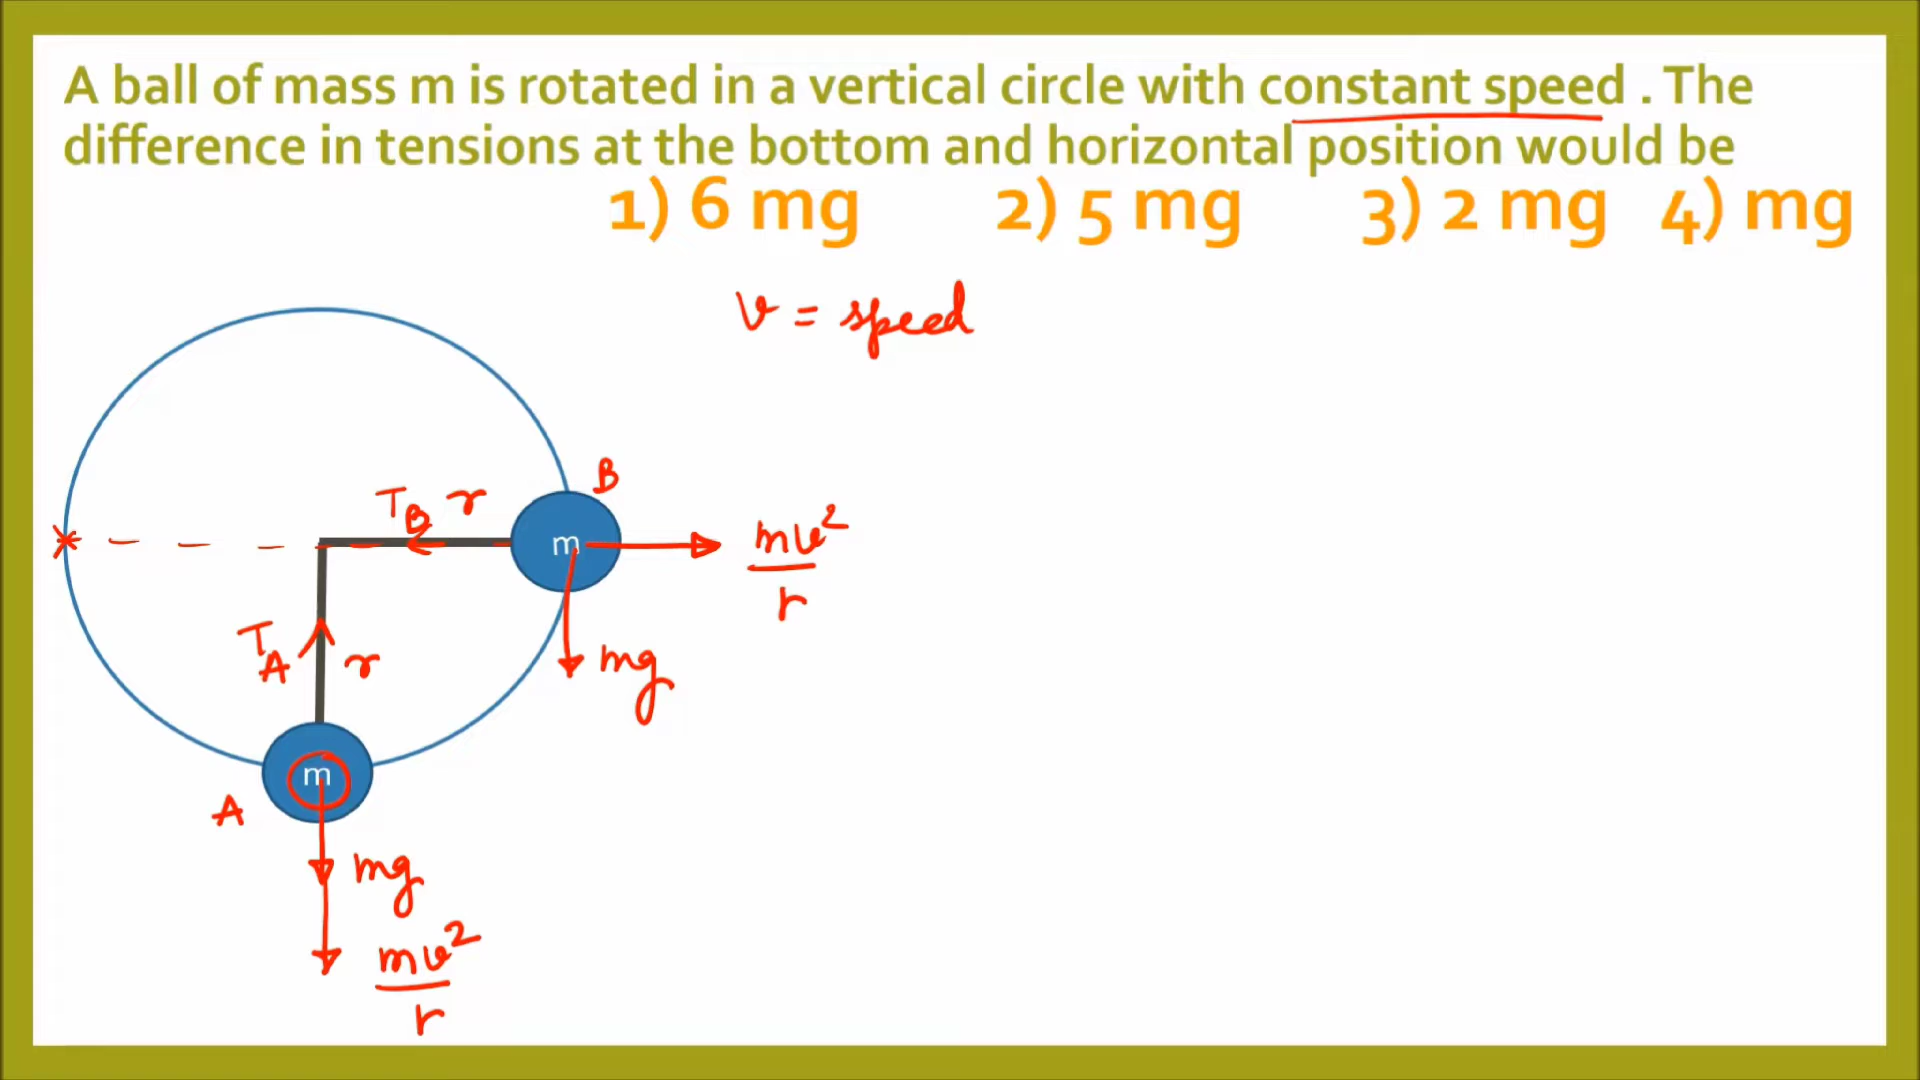 A ball of mass m is rotated in a vertical circle with constant speed . The
difference in tensions at the bottom and horizontal position would be
1) 6 mg 2) 5 mg 3) 2 mg 4) mg
v = speed
B
T_B r
m
mv²
r
T_A r
mg
m
A
mg
mv²
r